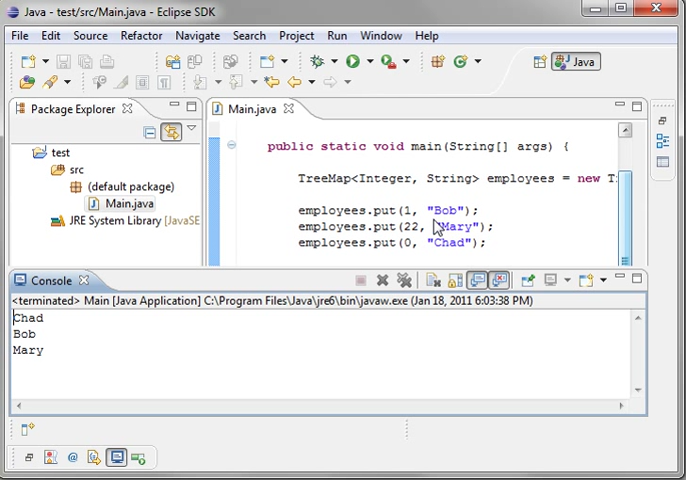 Java - test/src/Main.java - Eclipse SDK
File Edit Source Refactor Navigate Search Project Run Window Help
Java
Package Explorer
Main.java
test
src
(default package)
Main.java
JRE System Library [JavaSE
public static void main(String[] args) {
TreeMap<Integer, String> employees = new T
employees.put(1, "Bob");
employees.put(22, "Mary");
employees.put(0, "Chad");
Console
<terminated> Main [Java Application] C:\Program Files\Java\jre6\bin\javaw.exe (Jan 18, 2011 6:03:38 PM)
Chad
Bob
Mary